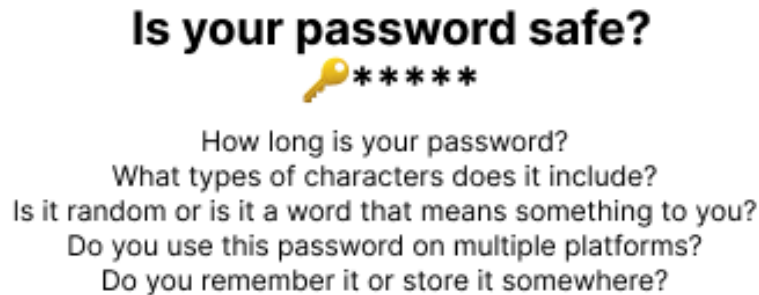 Is your password safe?
🔑*****
How long is your password?
What types of characters does it include?
Is it random or is it a word that means something to you?
Do you use this password on multiple platforms?
Do you remember it or store it somewhere?